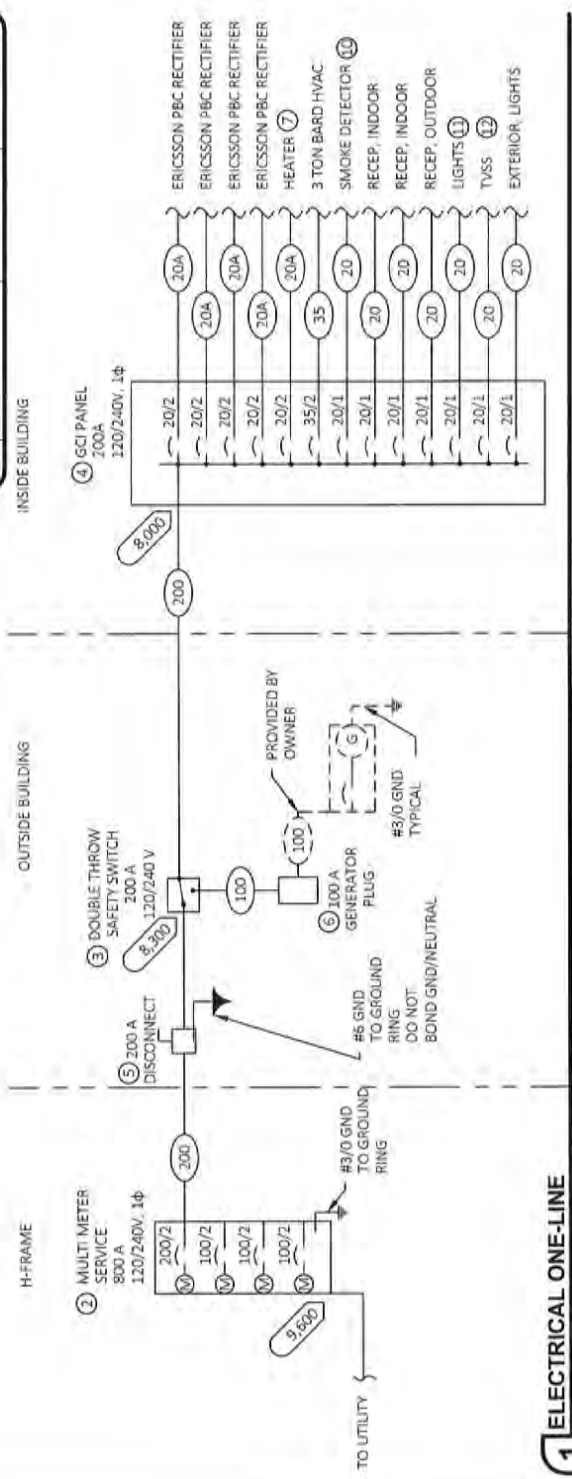 H-FRAME
OUTSIDE BUILDING
INSIDE BUILDING
② MULTI METER
SERVICE
800 A
120/240V, 1ϕ
200/2
M
100/2
M
100/2
M
100/2
M
9,600
TO UTILITY
#3/0 GND
TO GROUND
RING
200
⑤ 200 A
DISCONNECT
#6 GND
TO GROUND
RING
DO NOT
BOND GND/NEUTRAL
③ DOUBLE THROW
SAFETY SWITCH
200 A
120/240 V
8,300
100
⑥ 100 A
GENERATOR
PLUG
100
PROVIDED BY
OWNER
G
#3/0 GND
TYPICAL
200
8,000
④ GCI PANEL
200A
120/240V, 1ϕ
20/2 20A ERICSSON PBC RECTIFIER
20/2 20A ERICSSON PBC RECTIFIER
20/2 20A ERICSSON PBC RECTIFIER
20/2 20A ERICSSON PBC RECTIFIER
20/2 20A HEATER ⑦
35/2 35 3 TON BARD HVAC
20/1 20 SMOKE DETECTOR ⑩
20/1 20 RECEP, INDOOR
20/1 20 RECEP, INDOOR
20/1 20 RECEP, OUTDOOR
20/1 20 LIGHTS ⑪
20/1 20 TVSS ⑫
20/1 20 EXTERIOR, LIGHTS
1 ELECTRICAL ONE-LINE